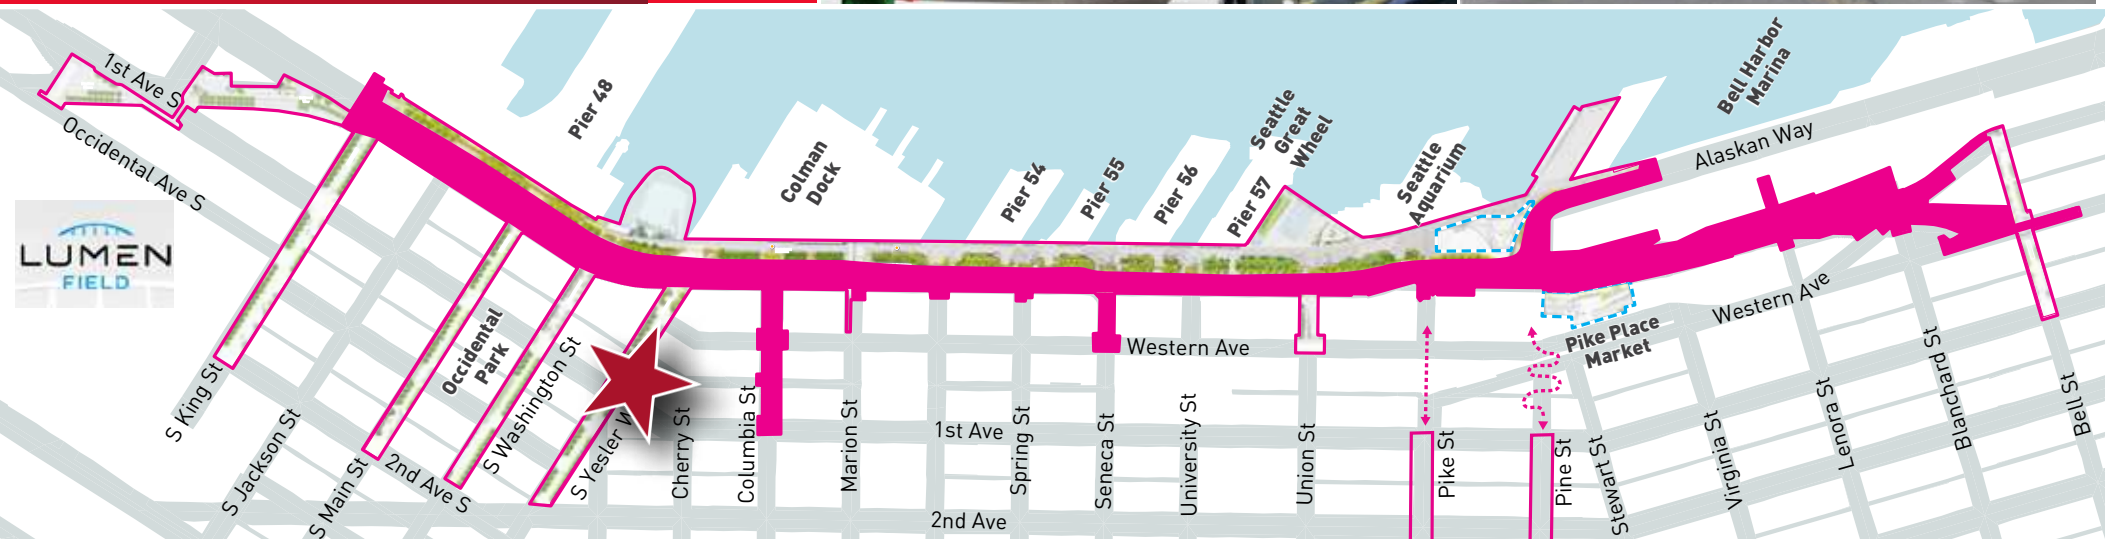 1st Ave S
Occidental Ave S
LUMEN
FIELD
Pier 48
Colman
Dock
Pier 54
Pier 55
Pier 56
Seattle
Great
Wheel
Pier 57
Seattle
Aquarium
Bell Harbor
Marina
Alaskan Way
Occidental
Park
Western Ave
Pike Place
Market
Western Ave
S King St
S Jackson St
S Main St
2nd Ave S
S Washington St
S Yesler
Cherry St
Columbia St
Marion St
1st Ave
2nd Ave
Spring St
Seneca St
University St
Union St
Pike St
Pine St
Stewart St
Virginia St
Lenora St
Blanchard St
Bell St